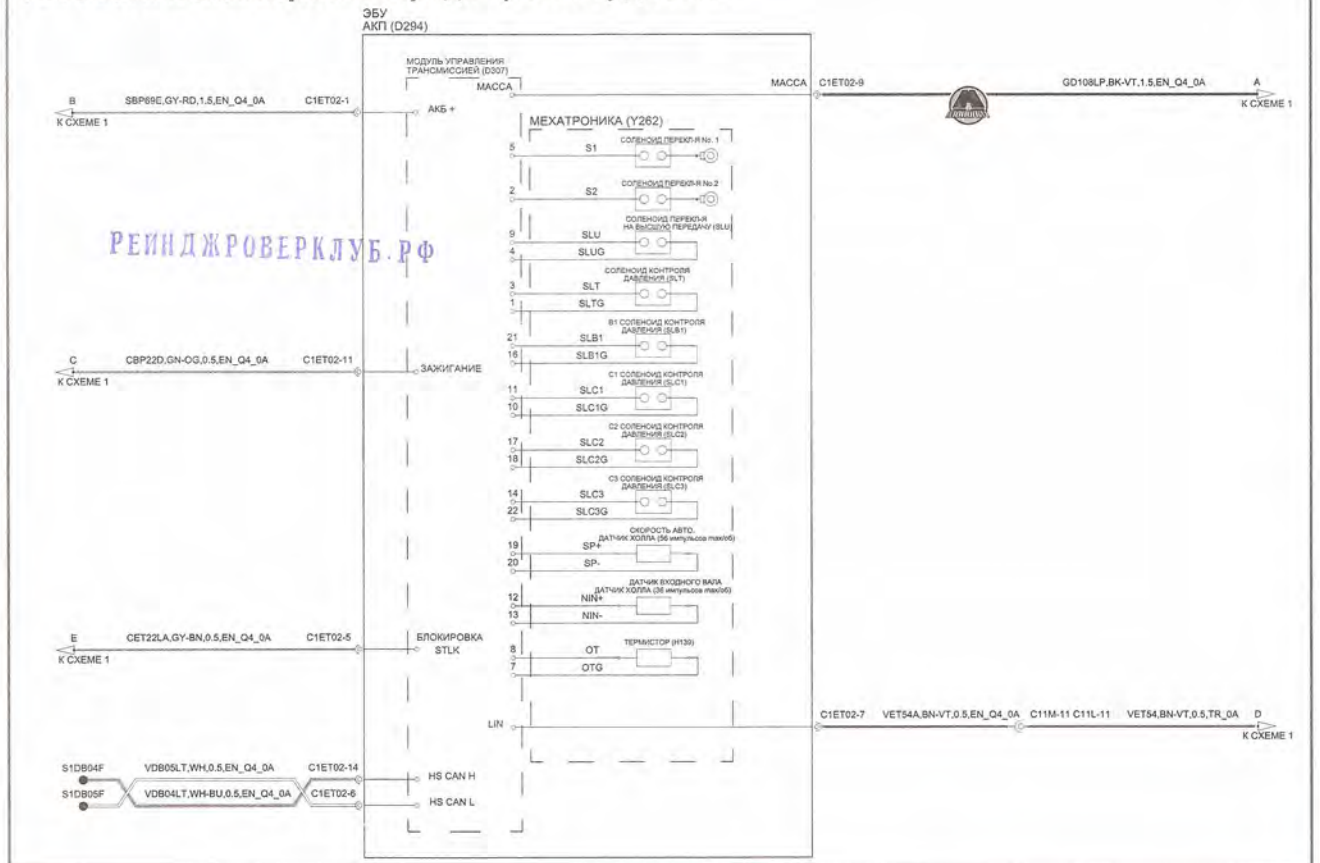 ЭБУ
АКП (D294)
МОДУЛЬ УПРАВЛЕНИЯ
ТРАНСМИССИЕЙ (D307)
МАССА
МАССА
C1ET02-9
GD108LP,BK-VT,1.5,EN_Q4_0A
A
К СХЕМЕ 1
B
SBP69E,GY-RD,1.5,EN_Q4_0A
C1ET02-1
К СХЕМЕ 1
АКБ +
МЕХАТРОНИКА (Y262)
СОЛЕНОИД ПЕРЕКЛ-Я No. 1
5
S1
СОЛЕНОИД ПЕРЕКЛ-Я No.2
2
S2
СОЛЕНОИД ПЕРЕКЛ-Я
НА ВЫСШУЮ ПЕРЕДАЧУ (SLU)
9
SLU
4
SLUG
РЕЙНДЖРОВЕРКЛУБ.РФ
СОЛЕНОИД КОНТРОЛЯ
ДАВЛЕНИЯ (SLT)
3
SLT
1
SLTG
B1 СОЛЕНОИД КОНТРОЛЯ
ДАВЛЕНИЯ (SLB1)
21
SLB1
16
SLB1G
C
CBP22D,GN-OG,0.5,EN_Q4_0A
C1ET02-11
К СХЕМЕ 1
ЗАЖИГАНИЕ
C1 СОЛЕНОИД КОНТРОЛЯ
ДАВЛЕНИЯ (SLC1)
11
SLC1
10
SLC1G
C2 СОЛЕНОИД КОНТРОЛЯ
ДАВЛЕНИЯ (SLC2)
17
SLC2
18
SLC2G
C3 СОЛЕНОИД КОНТРОЛЯ
ДАВЛЕНИЯ (SLC3)
14
SLC3
22
SLC3G
СКОРОСТЬ АВТО.
ДАТЧИК ХОЛЛА (56 импульсов max/об)
19
SP+
20
SP-
ДАТЧИК ВХОДНОГО ВАЛА
ДАТЧИК ХОЛЛА (36 импульсов max/об)
12
NIN+
13
NIN-
E
CET22LA,GY-BN,0.5,EN_Q4_0A
C1ET02-5
К СХЕМЕ 1
БЛОКИРОВКА
STLK
ТЕРМИСТОР (H139)
8
OT
7
OTG
LIN
C1ET02-7
VET54A,BN-VT,0.5,EN_Q4_0A
C11M-11 C11L-11
VET54,BN-VT,0.5,TR_0A
D
К СХЕМЕ 1
S1DB04F
VDB05LT,WH,0.5,EN_Q4_0A
C1ET02-14
HS CAN H
S1DB05F
VDB04LT,WH-BU,0.5,EN_Q4_0A
C1ET02-6
HS CAN L